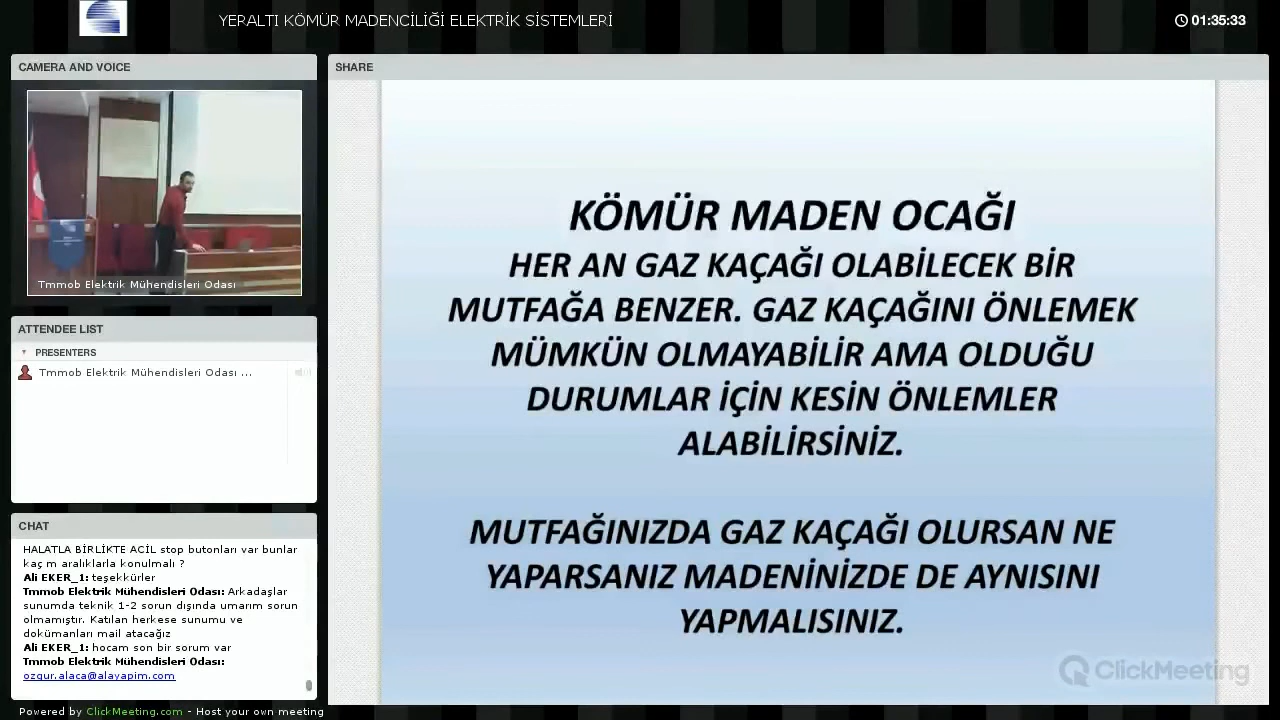 YERALTI KÖMÜR MADENCİLİĞİ ELEKTRİK SİSTEMLERİ
01:35:33
CAMERA AND VOICE
Tmmob Elektrik Mühendisleri Odası
ATTENDEE LIST
PRESENTERS
Tmmob Elektrik Mühendisleri Odası ...
CHAT
HALATLA BİRLİKTE ACİL stop butonları var bunlar
kaş m aralıklarla konulmalı ?
Ali EKER_1: teşekkürler
Tmmob Elektrik Mühendisleri Odası: Arkadaşlar
sunumda teknik 1-2 sorun dışında umarım sorun
olmamıştır. Katılan herkese sunumu ve
dokümanları mail atacağız
Ali EKER_1: hocam son bir sorum var
Tmmob Elektrik Mühendisleri Odası:
ozgur.alaca@alayapim.com
Powered by ClickMeeting.com - Host your own meeting
SHARE
KÖMÜR MADEN OCAĞI
HER AN GAZ KAÇAĞI OLABİLECEK BİR
MUTFAĞA BENZER. GAZ KAÇAĞINI ÖNLEMEK
MÜMKÜN OLMAYABİLİR AMA OLDUĞU
DURUMLAR İÇİN KESİN ÖNLEMLER
ALABİLİRSİNİZ.
MUTFAĞINIZDA GAZ KAÇAĞI OLURSAN NE
YAPARSANIZ MADENİNİZDE DE AYNISINI
YAPMALISINIZ.
ClickMeeting